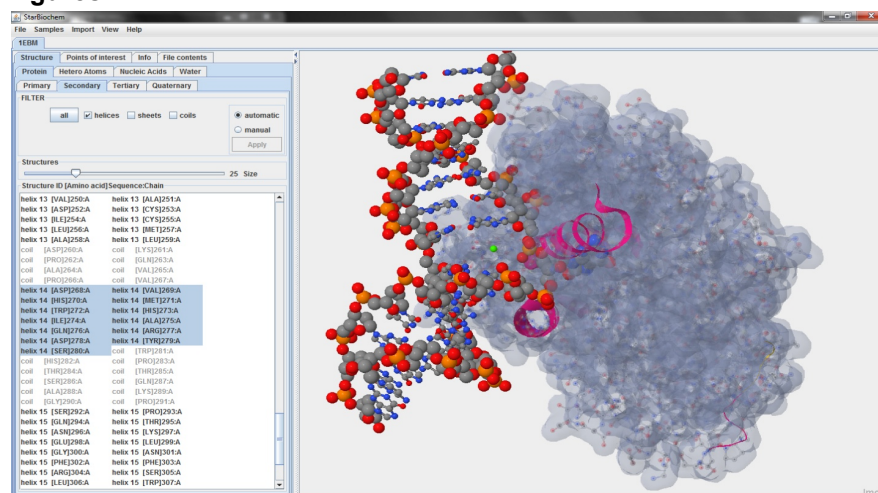 StarBiochem
File Samples Import View Help
1EBM
Structure Points of interest Info File contents
Protein Hetero Atoms Nucleic Acids Water
Primary Secondary Tertiary Quaternary
FILTER
all helices sheets coils automatic
manual
Apply
Structures
25 Size
Structure ID [Amino acid]Sequence:Chain
helix 13 [VAL]250:A helix 13 [ALA]251:A
helix 13 [ASP]252:A helix 13 [CYS]253:A
helix 13 [ILE]254:A helix 13 [CYS]255:A
helix 13 [LEU]256:A helix 13 [MET]257:A
helix 13 [ALA]258:A helix 13 [LEU]259:A
coil [ASP]260:A coil [LYS]261:A
coil [PRO]262:A coil [GLN]263:A
coil [ALA]264:A coil [VAL]265:A
coil [PRO]266:A coil [VAL]267:A
helix 14 [ASP]268:A helix 14 [VAL]269:A
helix 14 [HIS]270:A helix 14 [MET]271:A
helix 14 [TRP]272:A helix 14 [HIS]273:A
helix 14 [ILE]274:A helix 14 [ALA]275:A
helix 14 [GLN]276:A helix 14 [ARG]277:A
helix 14 [ASP]278:A helix 14 [TYR]279:A
helix 14 [SER]280:A coil [TRP]281:A
coil [HIS]282:A coil [PRO]283:A
coil [THR]284:A coil [THR]285:A
coil [SER]286:A coil [GLN]287:A
coil [ALA]288:A coil [LYS]289:A
coil [GLY]290:A coil [PRO]291:A
helix 15 [SER]292:A helix 15 [PRO]293:A
helix 15 [GLN]294:A helix 15 [THR]295:A
helix 15 [ASN]296:A helix 15 [LYS]297:A
helix 15 [GLU]298:A helix 15 [LEU]299:A
helix 15 [GLY]300:A helix 15 [ASN]301:A
helix 15 [PHE]302:A helix 15 [PHE]303:A
helix 15 [ARG]304:A helix 15 [SER]305:A
helix 15 [LEU]306:A helix 15 [TRP]307:A